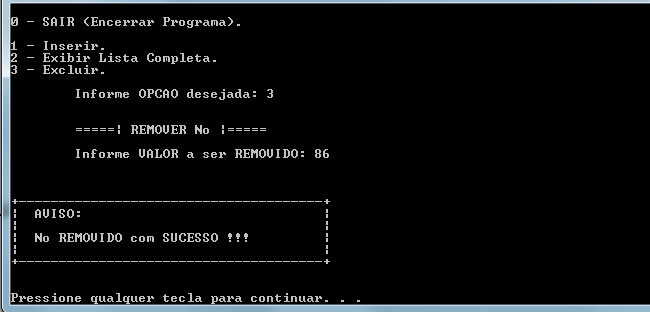 0 - SAIR (Encerrar Programa).
1 - Inserir.
2 - Exibir Lista Completa.
3 - Excluir.
Informe OPCAO desejada: 3
=====¦ REMOVER No ¦=====
Informe VALOR a ser REMOVIDO: 86
AVISO:
No REMOVIDO com SUCESSO !!!
Pressione qualquer tecla para continuar. . .